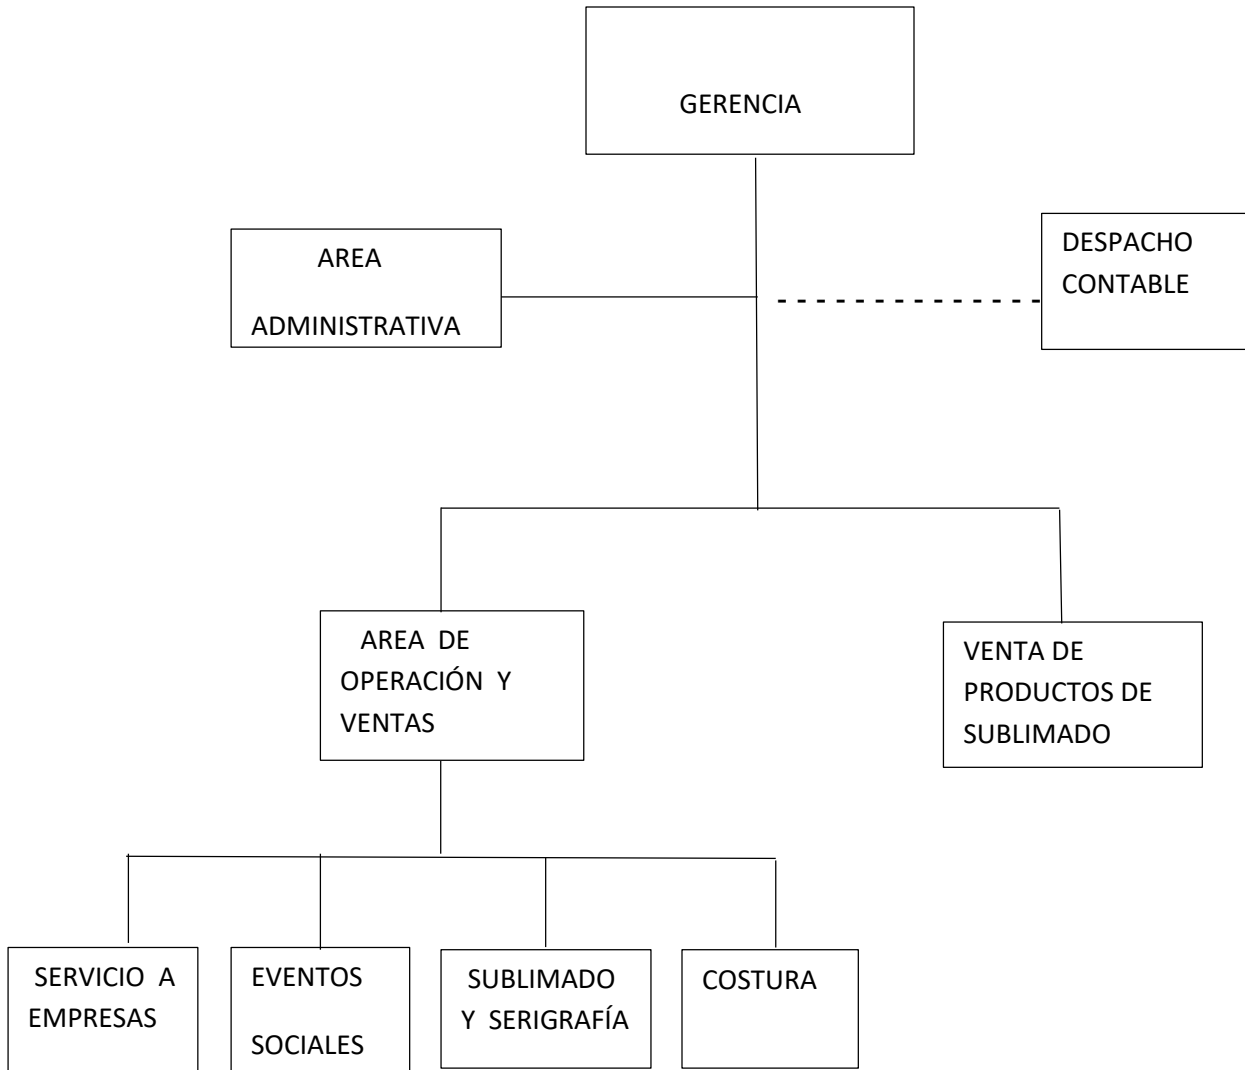 GERENCIA
AREA
ADMINISTRATIVA
DESPACHO
CONTABLE
AREA DE
OPERACIÓN Y
VENTAS
VENTA DE
PRODUCTOS DE
SUBLIMADO
SERVICIO A
EMPRESAS
EVENTOS
SOCIALES
SUBLIMADO
Y SERIGRAFÍA
COSTURA